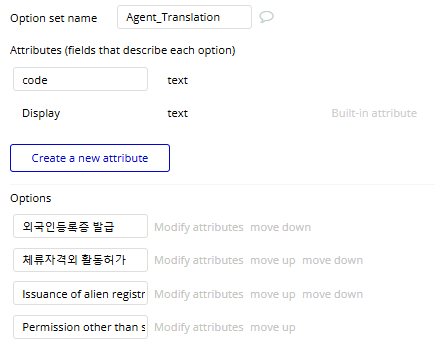 Option set name Agent_Translation
Attributes (fields that describe each option)
code text
Display text Built-in attribute
Create a new attribute
Options
외국인등록증 발급 Modify attributes move down
체류자격외 활동허가 Modify attributes move up move down
Issuance of alien registr Modify attributes move up move down
Permission other than s Modify attributes move up